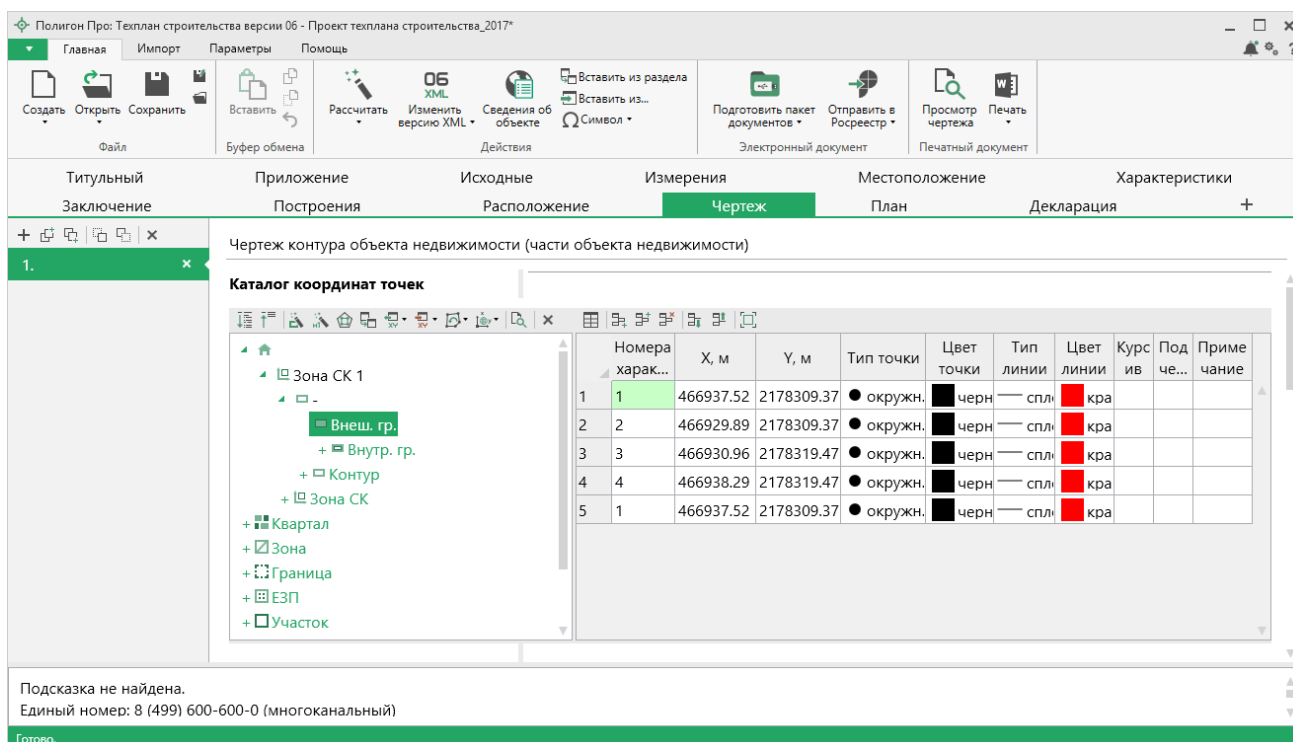 Полигон Про: Техплан строительства версии 06 - Проект техплана строительства_2017*
Главная Импорт Параметры Помощь
Создать Открыть Сохранить Вставить Рассчитать 06 XML Изменить версию XML Сведения об объекте Вставить из раздела
Вставить из...
Символ
Подготовить пакет документов Отправить в Росреестр Просмотр чертежа Печать
Файл Буфер обмена Действия Электронный документ Печатный документ
Титульный Приложение Исходные Измерения Местоположение Характеристики
Заключение Построения Расположение Чертеж План Декларация +
1.
Чертеж контура объекта недвижимости (части объекта недвижимости)
Каталог координат точек
Зона СК 1
-
Внеш. гр.
+ Внутр. гр.
+ Контур
+ Зона СК
+ Квартал
+ Зона
+ Граница
+ ЕЗП
+ Участок
Номера харак... X, м Y, м Тип точки Цвет точки Тип линии Цвет линии Курс ив Под че... Приме чание
1 1 466937.52 2178309.37 окружн. черн спл кра
2 2 466929.89 2178309.37 окружн. черн спл кра
3 3 466930.96 2178319.47 окружн. черн спл кра
4 4 466938.29 2178319.47 окружн. черн спл кра
5 1 466937.52 2178309.37 окружн. черн спл кра
Подсказка не найдена.
Единый номер: 8 (499) 600-600-0 (многоканальный)
Готово.